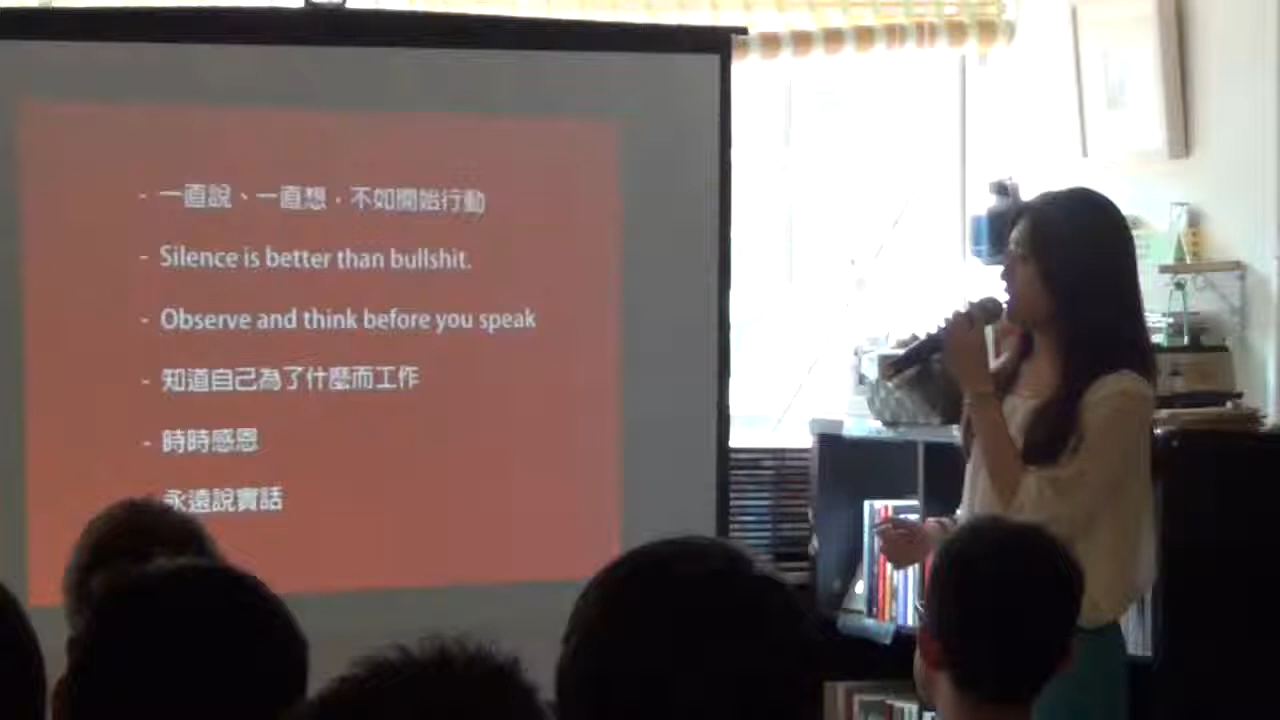 - 一直說、一直想,不如開始行動
- Silence is better than bullshit.
- Observe and think before you speak
- 知道自己為了什麼而工作
- 時時感恩
永遠說實話